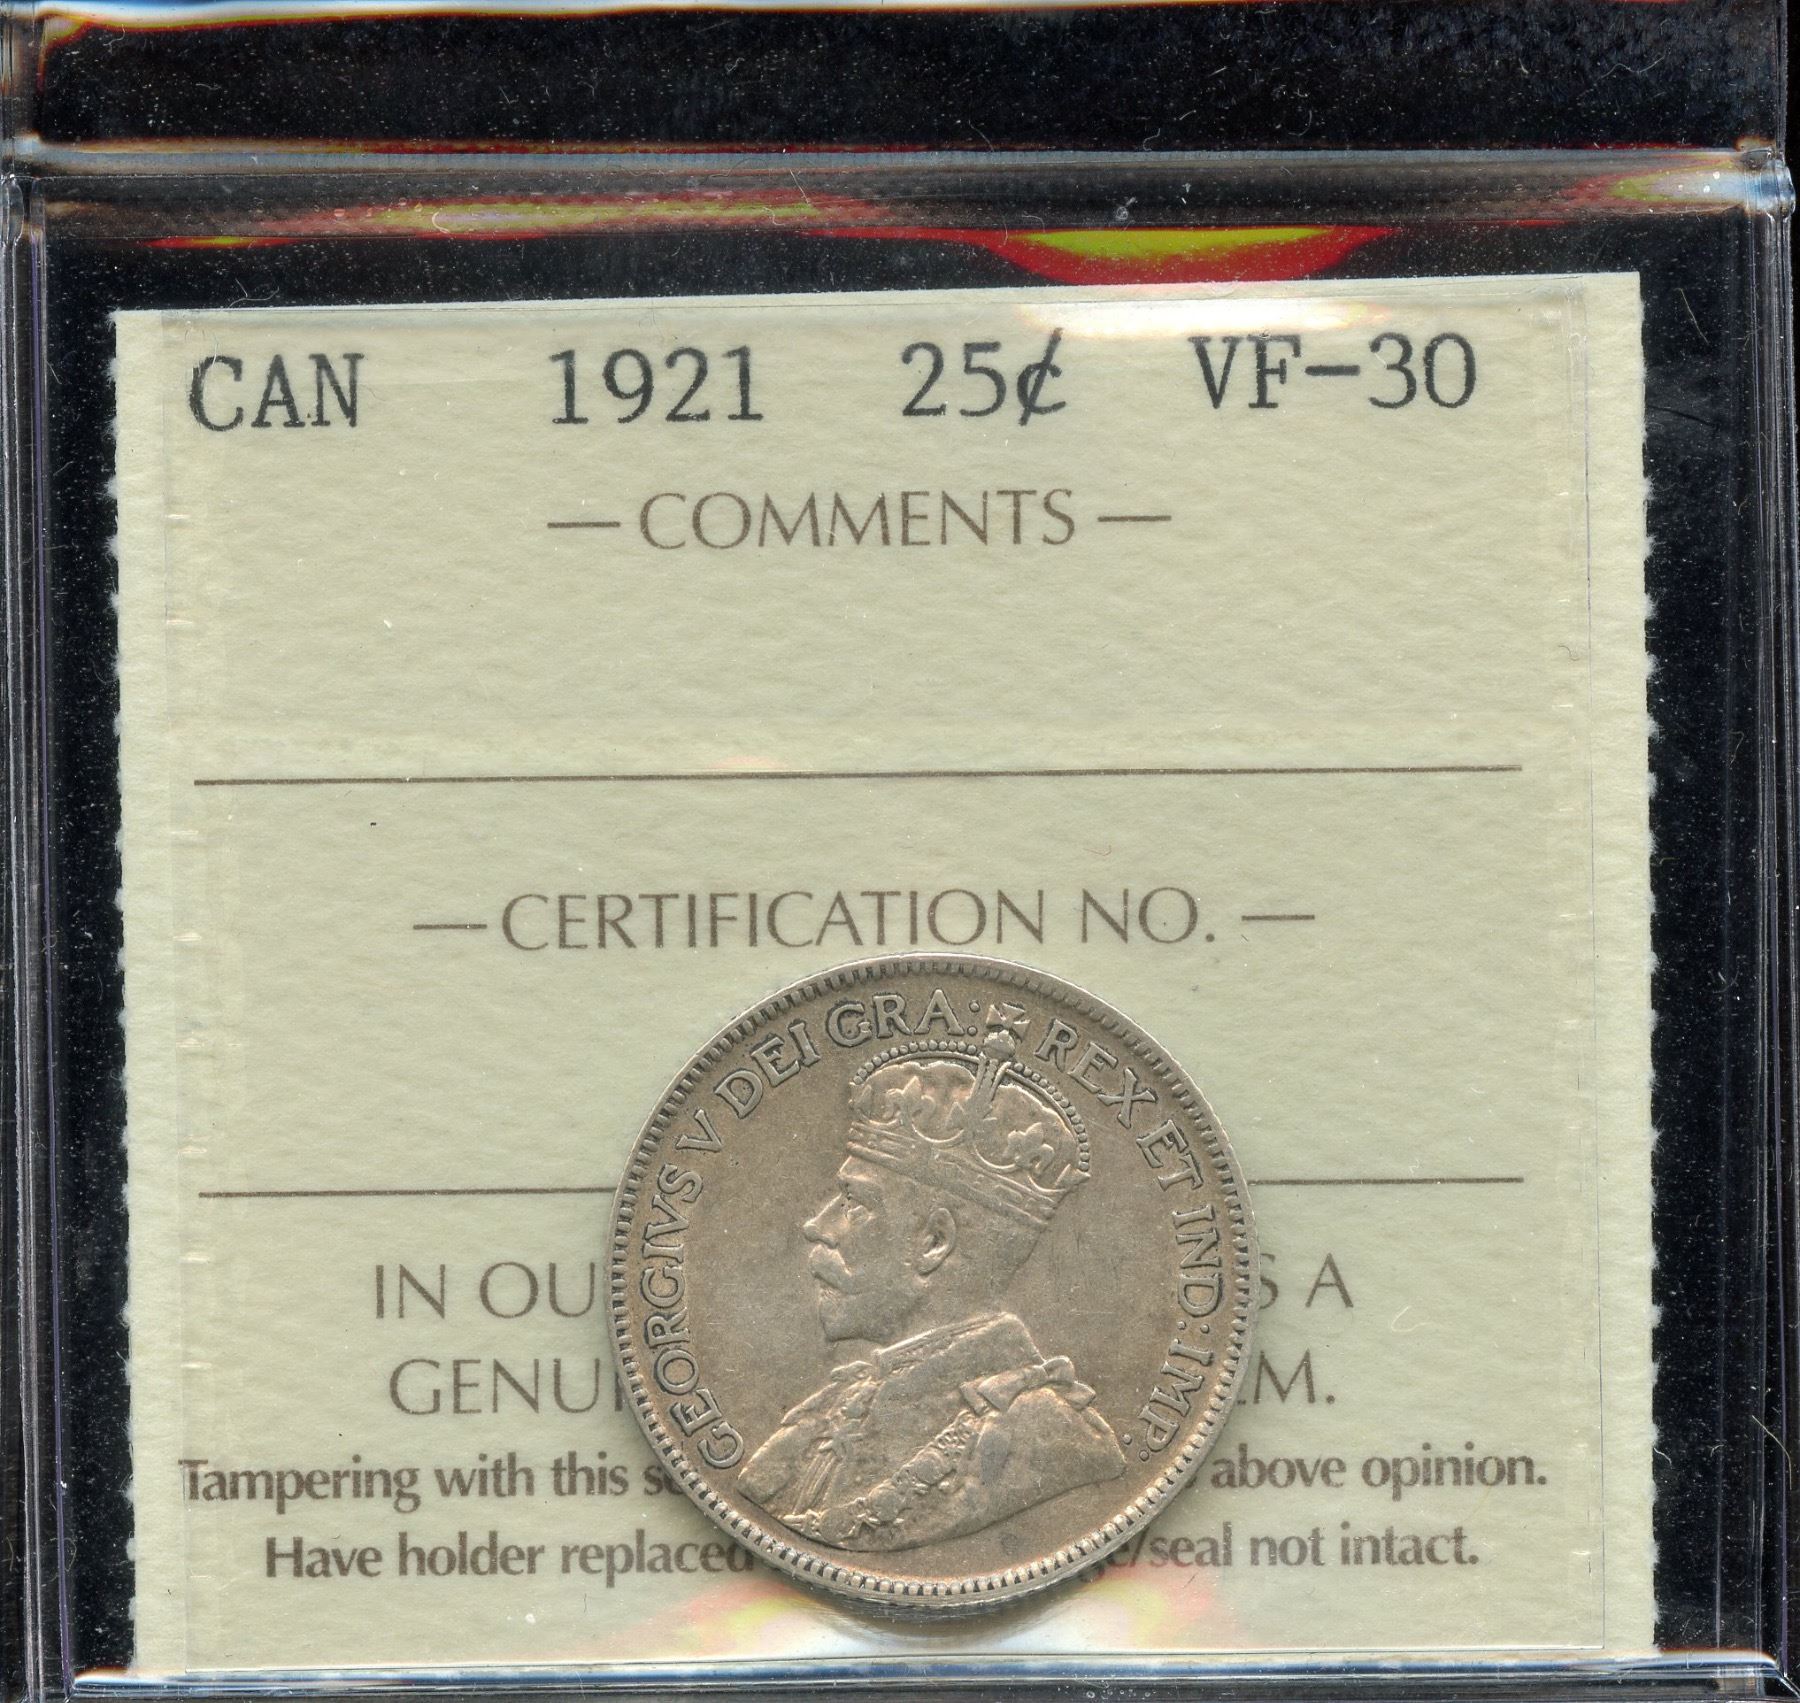 CAN 1921 25¢ VF-30
— COMMENTS —
— CERTIFICATION NO. —
GEORGIVS V DEI GRA: REX ET IND: IMP:
IN OU S A
GENUI M.
Tampering with this s above opinion.
Have holder replaced e/seal not intact.